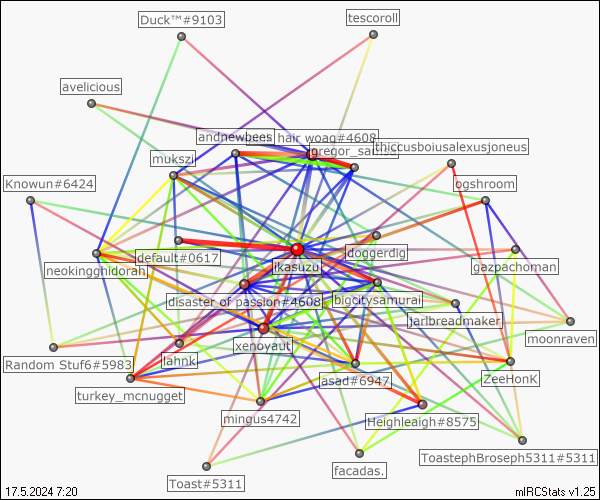 Duck™#9103
tescoroll
avelicious
andnewbees
hair woag#4608
gregor_samsa
thiccusboiusalexusjoneus
mukszi
Knowun#6424
ogshroom
default#0617
doggerdig
neokingghidorah
jkasuzu
gazpachoman
disaster of passion#4608
bigcitysamurai
Jarlbreadmaker
moonraven
xenoyaut
Random Stuf6#5983
lahnk
asad#6947
ZeeHonK
turkey_mcnugget
mingus4742
Heighleaigh#8575
ToastephBroseph5311#5311
facadas.
Toast#5311
17.5.2024 7:20
mIRCStats v1.25